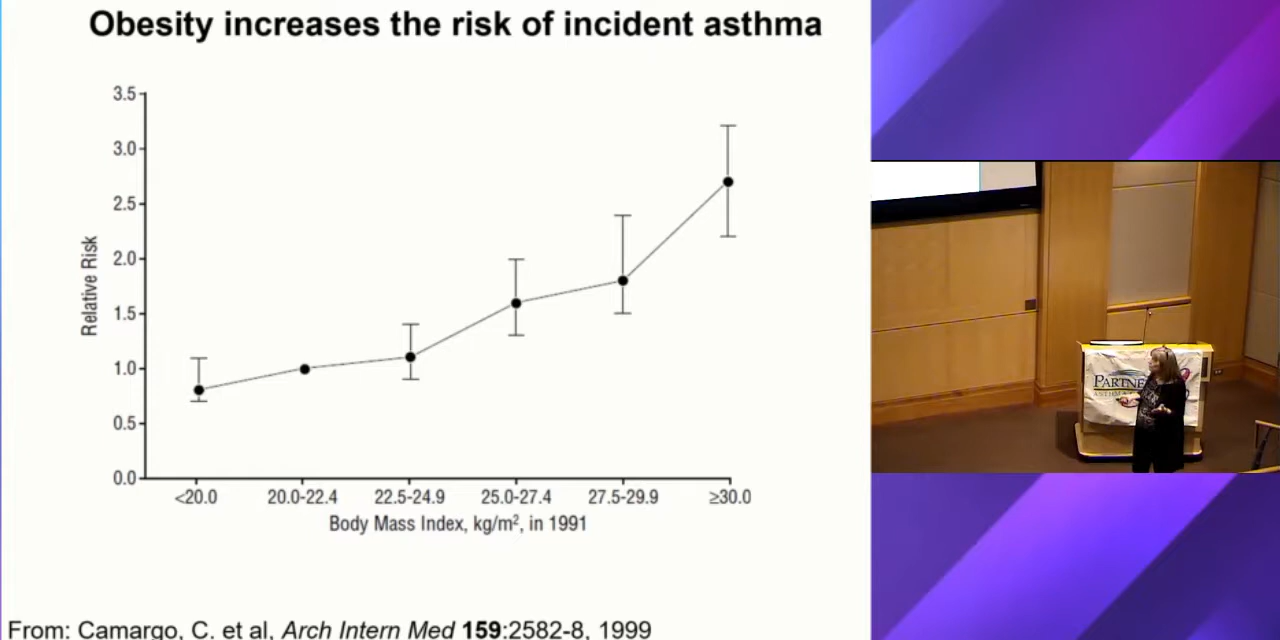 Obesity increases the risk of incident asthma
3.5
3.0
2.5
2.0
1.5
1.0
0.5
0.0
Relative Risk
<20.0 20.0-22.4 22.5-24.9 25.0-27.4 27.5-29.9 ≥30.0
Body Mass Index, kg/m², in 1991
From: Camargo, C. et al, Arch Intern Med 159:2582-8, 1999